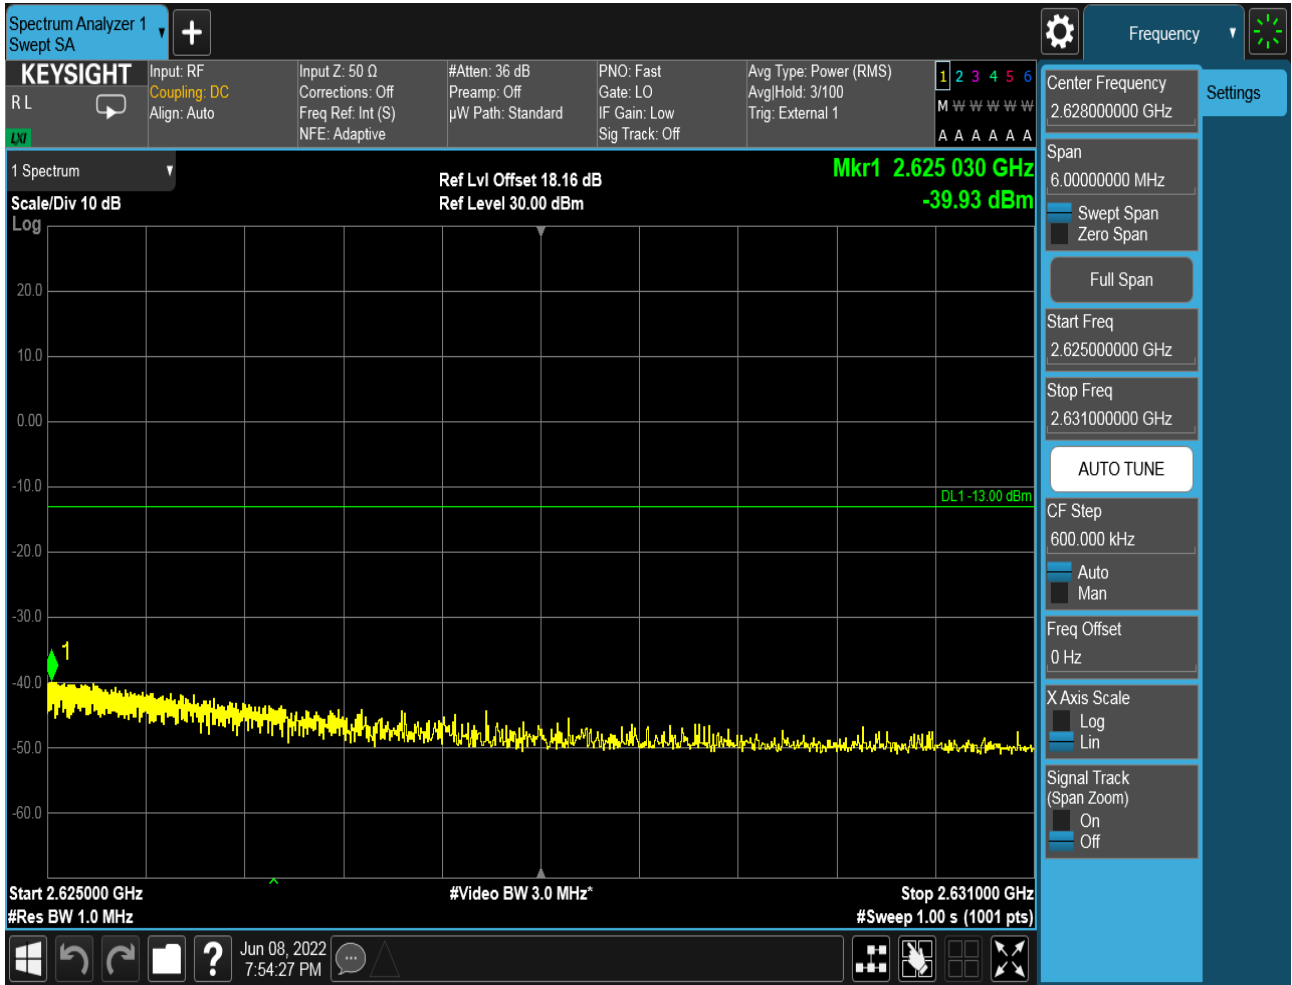 Spectrum Analyzer 1
Swept SA
Frequency
KEYSIGHT
R L
LXI
Input: RF
Coupling: DC
Align: Auto
Input Z: 50 Ω
Corrections: Off
Freq Ref: Int (S)
NFE: Adaptive
#Atten: 36 dB
Preamp: Off
µW Path: Standard
PNO: Fast
Gate: LO
IF Gain: Low
Sig Track: Off
Avg Type: Power (RMS)
Avg|Hold: 3/100
Trig: External 1
1 2 3 4 5 6
M W W W W W
A A A A A A
1 Spectrum
Scale/Div 10 dB
Log
Ref Lvl Offset 18.16 dB
Ref Level 30.00 dBm
Mkr1 2.625 030 GHz
-39.93 dBm
20.0
10.0
0.00
-10.0
DL1 -13.00 dBm
-20.0
-30.0
1
-40.0
-50.0
-60.0
Start 2.625000 GHz
#Video BW 3.0 MHz*
Stop 2.631000 GHz
#Res BW 1.0 MHz
#Sweep 1.00 s (1001 pts)
?
Jun 08, 2022
7:54:27 PM
Center Frequency
2.628000000 GHz
Settings
Span
6.00000000 MHz
Swept Span
Zero Span
Full Span
Start Freq
2.625000000 GHz
Stop Freq
2.631000000 GHz
AUTO TUNE
CF Step
600.000 kHz
Auto
Man
Freq Offset
0 Hz
X Axis Scale
Log
Lin
Signal Track
(Span Zoom)
On
Off